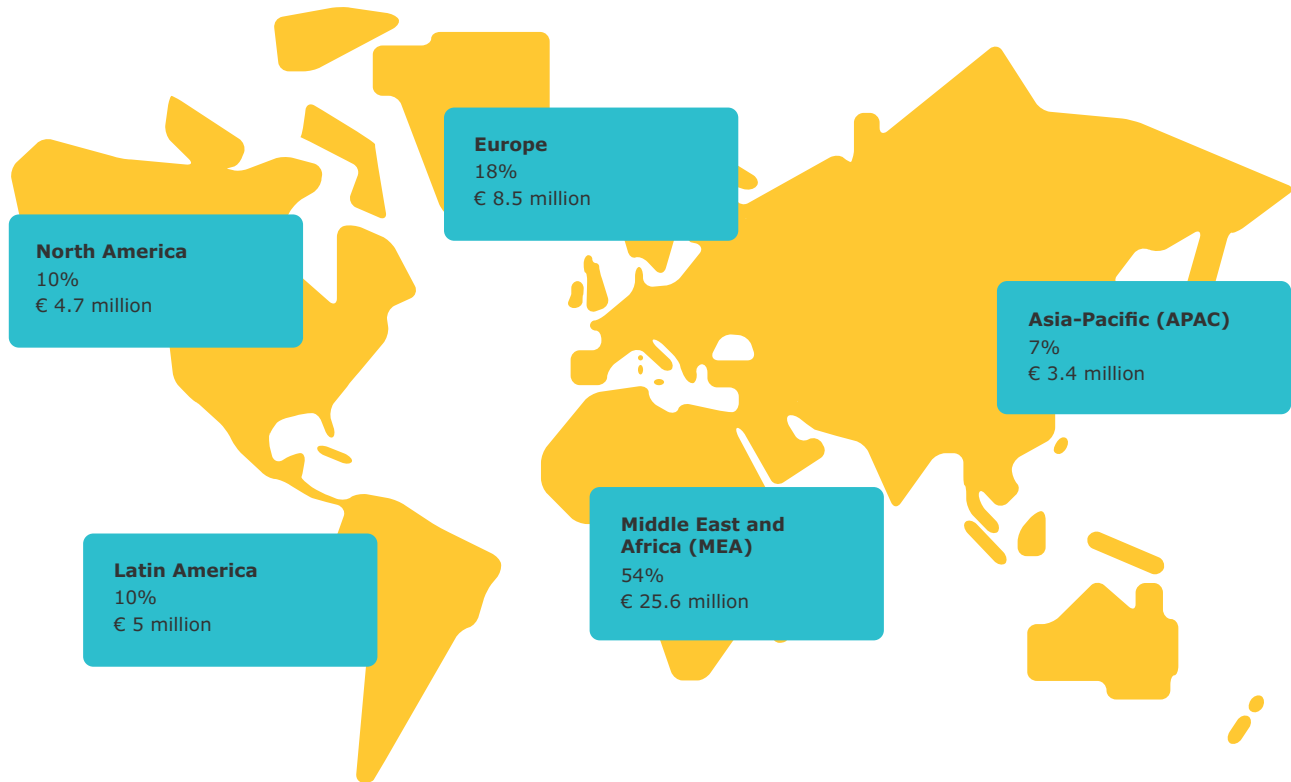 Europe
18%
€ 8.5 million
North America
10%
€ 4.7 million
Asia-Pacific (APAC)
7%
€ 3.4 million
Middle East and
Africa (MEA)
54%
€ 25.6 million
Latin America
10%
€ 5 million